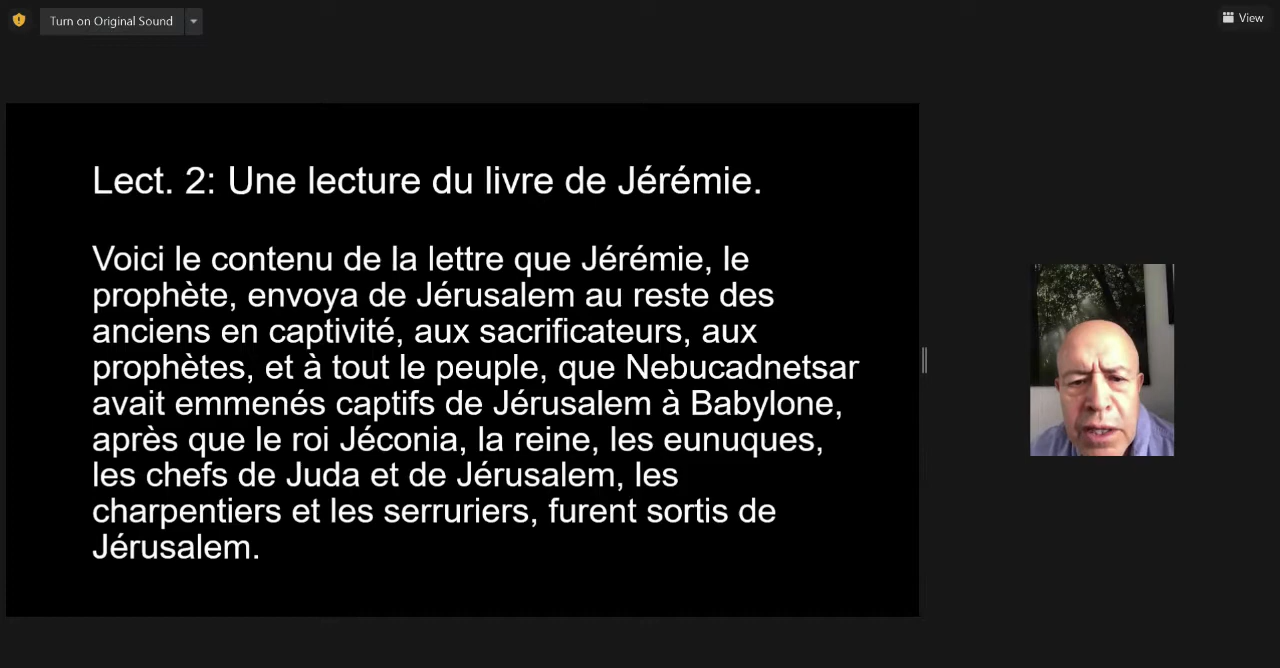 Turn on Original Sound
View
Lect. 2: Une lecture du livre de Jérémie.
Voici le contenu de la lettre que Jérémie, le
prophète, envoya de Jérusalem au reste des
anciens en captivité, aux sacrificateurs, aux
prophètes, et à tout le peuple, que Nebucadnetsar
avait emmenés captifs de Jérusalem à Babylone,
après que le roi Jéconia, la reine, les eunuques,
les chefs de Juda et de Jérusalem, les
charpentiers et les serruriers, furent sortis de
Jérusalem.